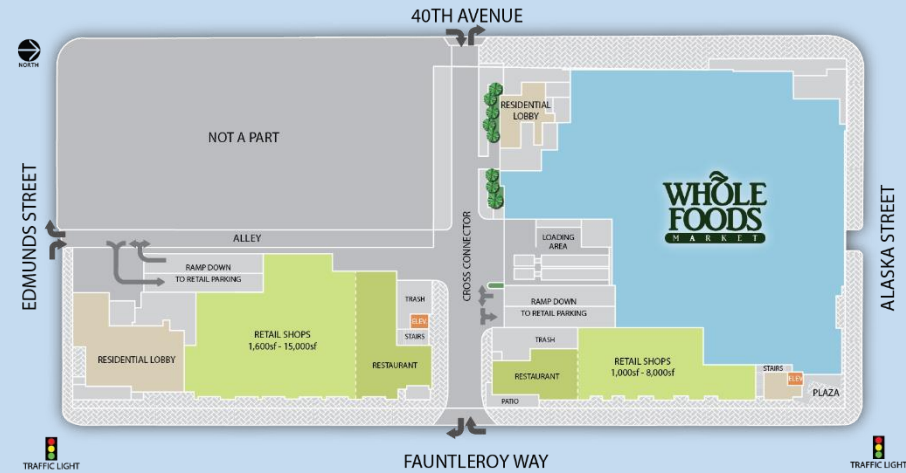 40TH AVENUE
NORTH
NOT A PART
RESIDENTIAL
LOBBY
WHOLE
FOODS
MARKET
EDMUNDS STREET
ALASKA STREET
CROSS CONNECTOR
ALLEY
LOADING
AREA
RAMP DOWN
TO RETAIL PARKING
RAMP DOWN
TO RETAIL PARKING
TRASH
ELEV
STAIRS
RETAIL SHOPS
1,600sf - 15,000sf
RESIDENTIAL LOBBY
RESTAURANT
TRASH
RETAIL SHOPS
1,000sf - 8,000sf
RESTAURANT
STAIRS
ELEV
PLAZA
PATIO
TRAFFIC LIGHT
FAUNTLEROY WAY
TRAFFIC LIGHT